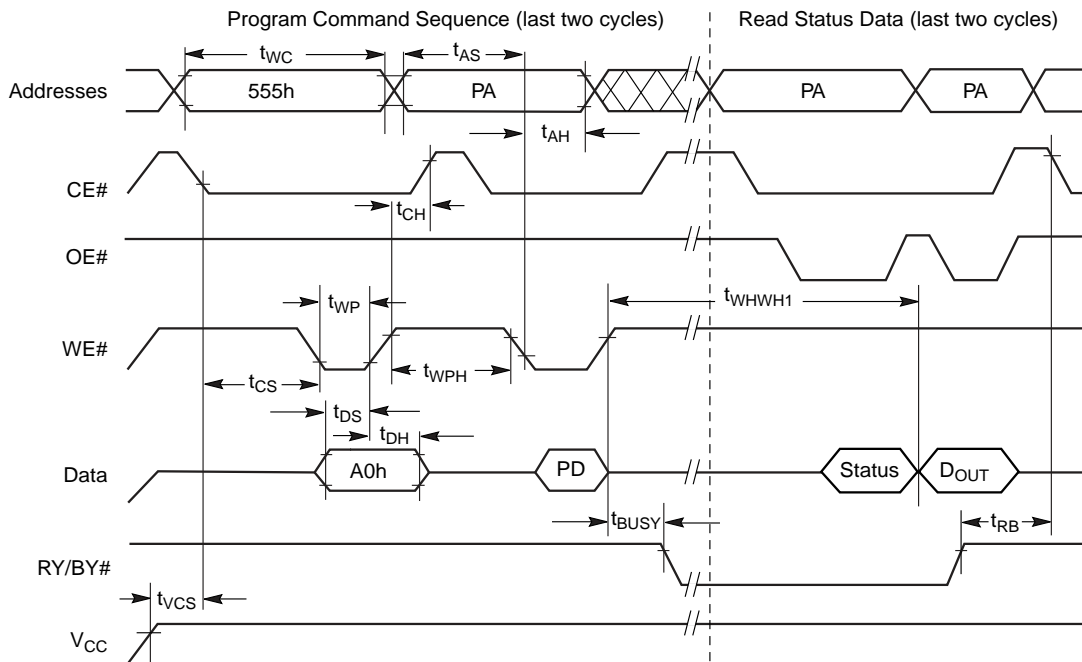 Program Command Sequence (last two cycles) Read Status Data (last two cycles)
tWC tAS
Addresses 555h PA PA PA
tAH
CE#
tCH
OE#
tWP tWHWH1
WE#
tCS tWPH
tDS
tDH
Data A0h PD Status DOUT
tBUSY tRB
RY/BY#
tVCS
VCC